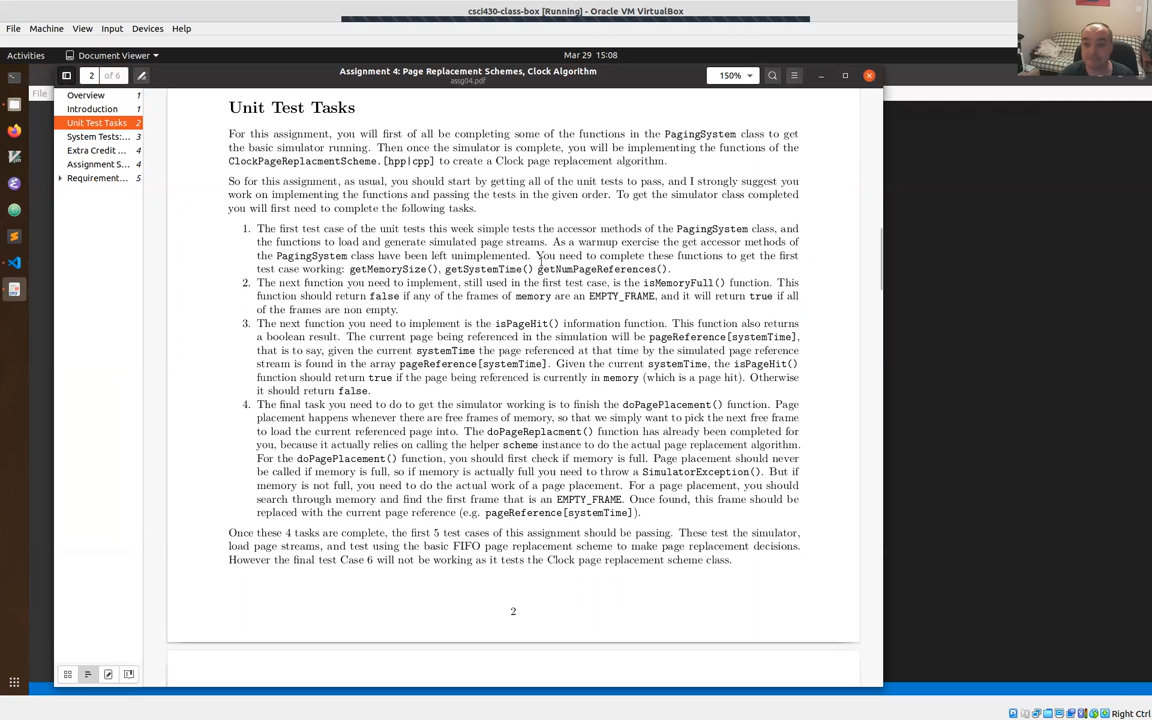 csci430-class-box [Running] - Oracle VM VirtualBox
File Machine View Input Devices Help
Activities Document Viewer Mar 29 15:08
2 of 6 Assignment 4: Page Replacement Schemes, Clock Algorithm 150%
assg04.pdf
File
Overview 1
Introduction 1
Unit Test Tasks 2
System Tests:... 3
Extra Credit 4
Assignment S... 4
Requirement... 5
Unit Test Tasks
For this assignment, you will first of all be completing some of the functions in the PagingSystem class to get
the basic simulator running. Then once the simulator is complete, you will be implementing the functions of the
ClockPageReplacmentScheme.[hpp|cpp] to create a Clock page replacement algorithm.
So for this assignment, as usual, you should start by getting all of the unit tests to pass, and I strongly suggest you
work on implementing the functions and passing the tests in the given order. To get the simulator class completed
you will first need to complete the following tasks.
1. The first test case of the unit tests this week simple tests the accessor methods of the PagingSystem class, and
the functions to load and generate simulated page streams. As a warmup exercise the get accessor methods of
the PagingSystem class have been left unimplemented. You need to complete these functions to get the first
test case working: getMemorySize(), getSystemTime() getNumPageReferences().
2. The next function you need to implement, still used in the first test case, is the isMemoryFull() function. This
function should return false if any of the frames of memory are an EMPTY_FRAME, and it will return true if all
of the frames are non empty.
3. The next function you need to implement is the isPageHit() information function. This function also returns
a boolean result. The current page being referenced in the simulation will be pageReference[systemTime],
that is to say, given the current systemTime the page referenced at that time by the simulated page reference
stream is found in the array pageReference[systemTime]. Given the current systemTime, the isPageHit()
function should return true if the page being referenced is currently in memory (which is a page hit). Otherwise
it should return false.
4. The final task you need to do to get the simulator working is to finish the doPagePlacement() function. Page
placement happens whenever there are free frames of memory, so that we simply want to pick the next free frame
to load the current referenced page into. The doPageReplacment() function has already been completed for
you, because it actually relies on calling the helper scheme instance to do the actual page replacement algorithm.
For the doPagePlacement() function, you should first check if memory is full. Page placement should never
be called if memory is full, so if memory is actually full you need to throw a SimulatorException(). But if
memory is not full, you need to do the actual work of a page placement. For a page placement, you should
search through memory and find the first frame that is an EMPTY_FRAME. Once found, this frame should be
replaced with the current page reference (e.g. pageReference[systemTime]).
Once these 4 tasks are complete, the first 5 test cases of this assignment should be passing. These test the simulator,
load page streams, and test using the basic FIFO page replacement scheme to make page replacement decisions.
However the final test Case 6 will not be working as it tests the Clock page replacement scheme class.
2
Right Ctrl